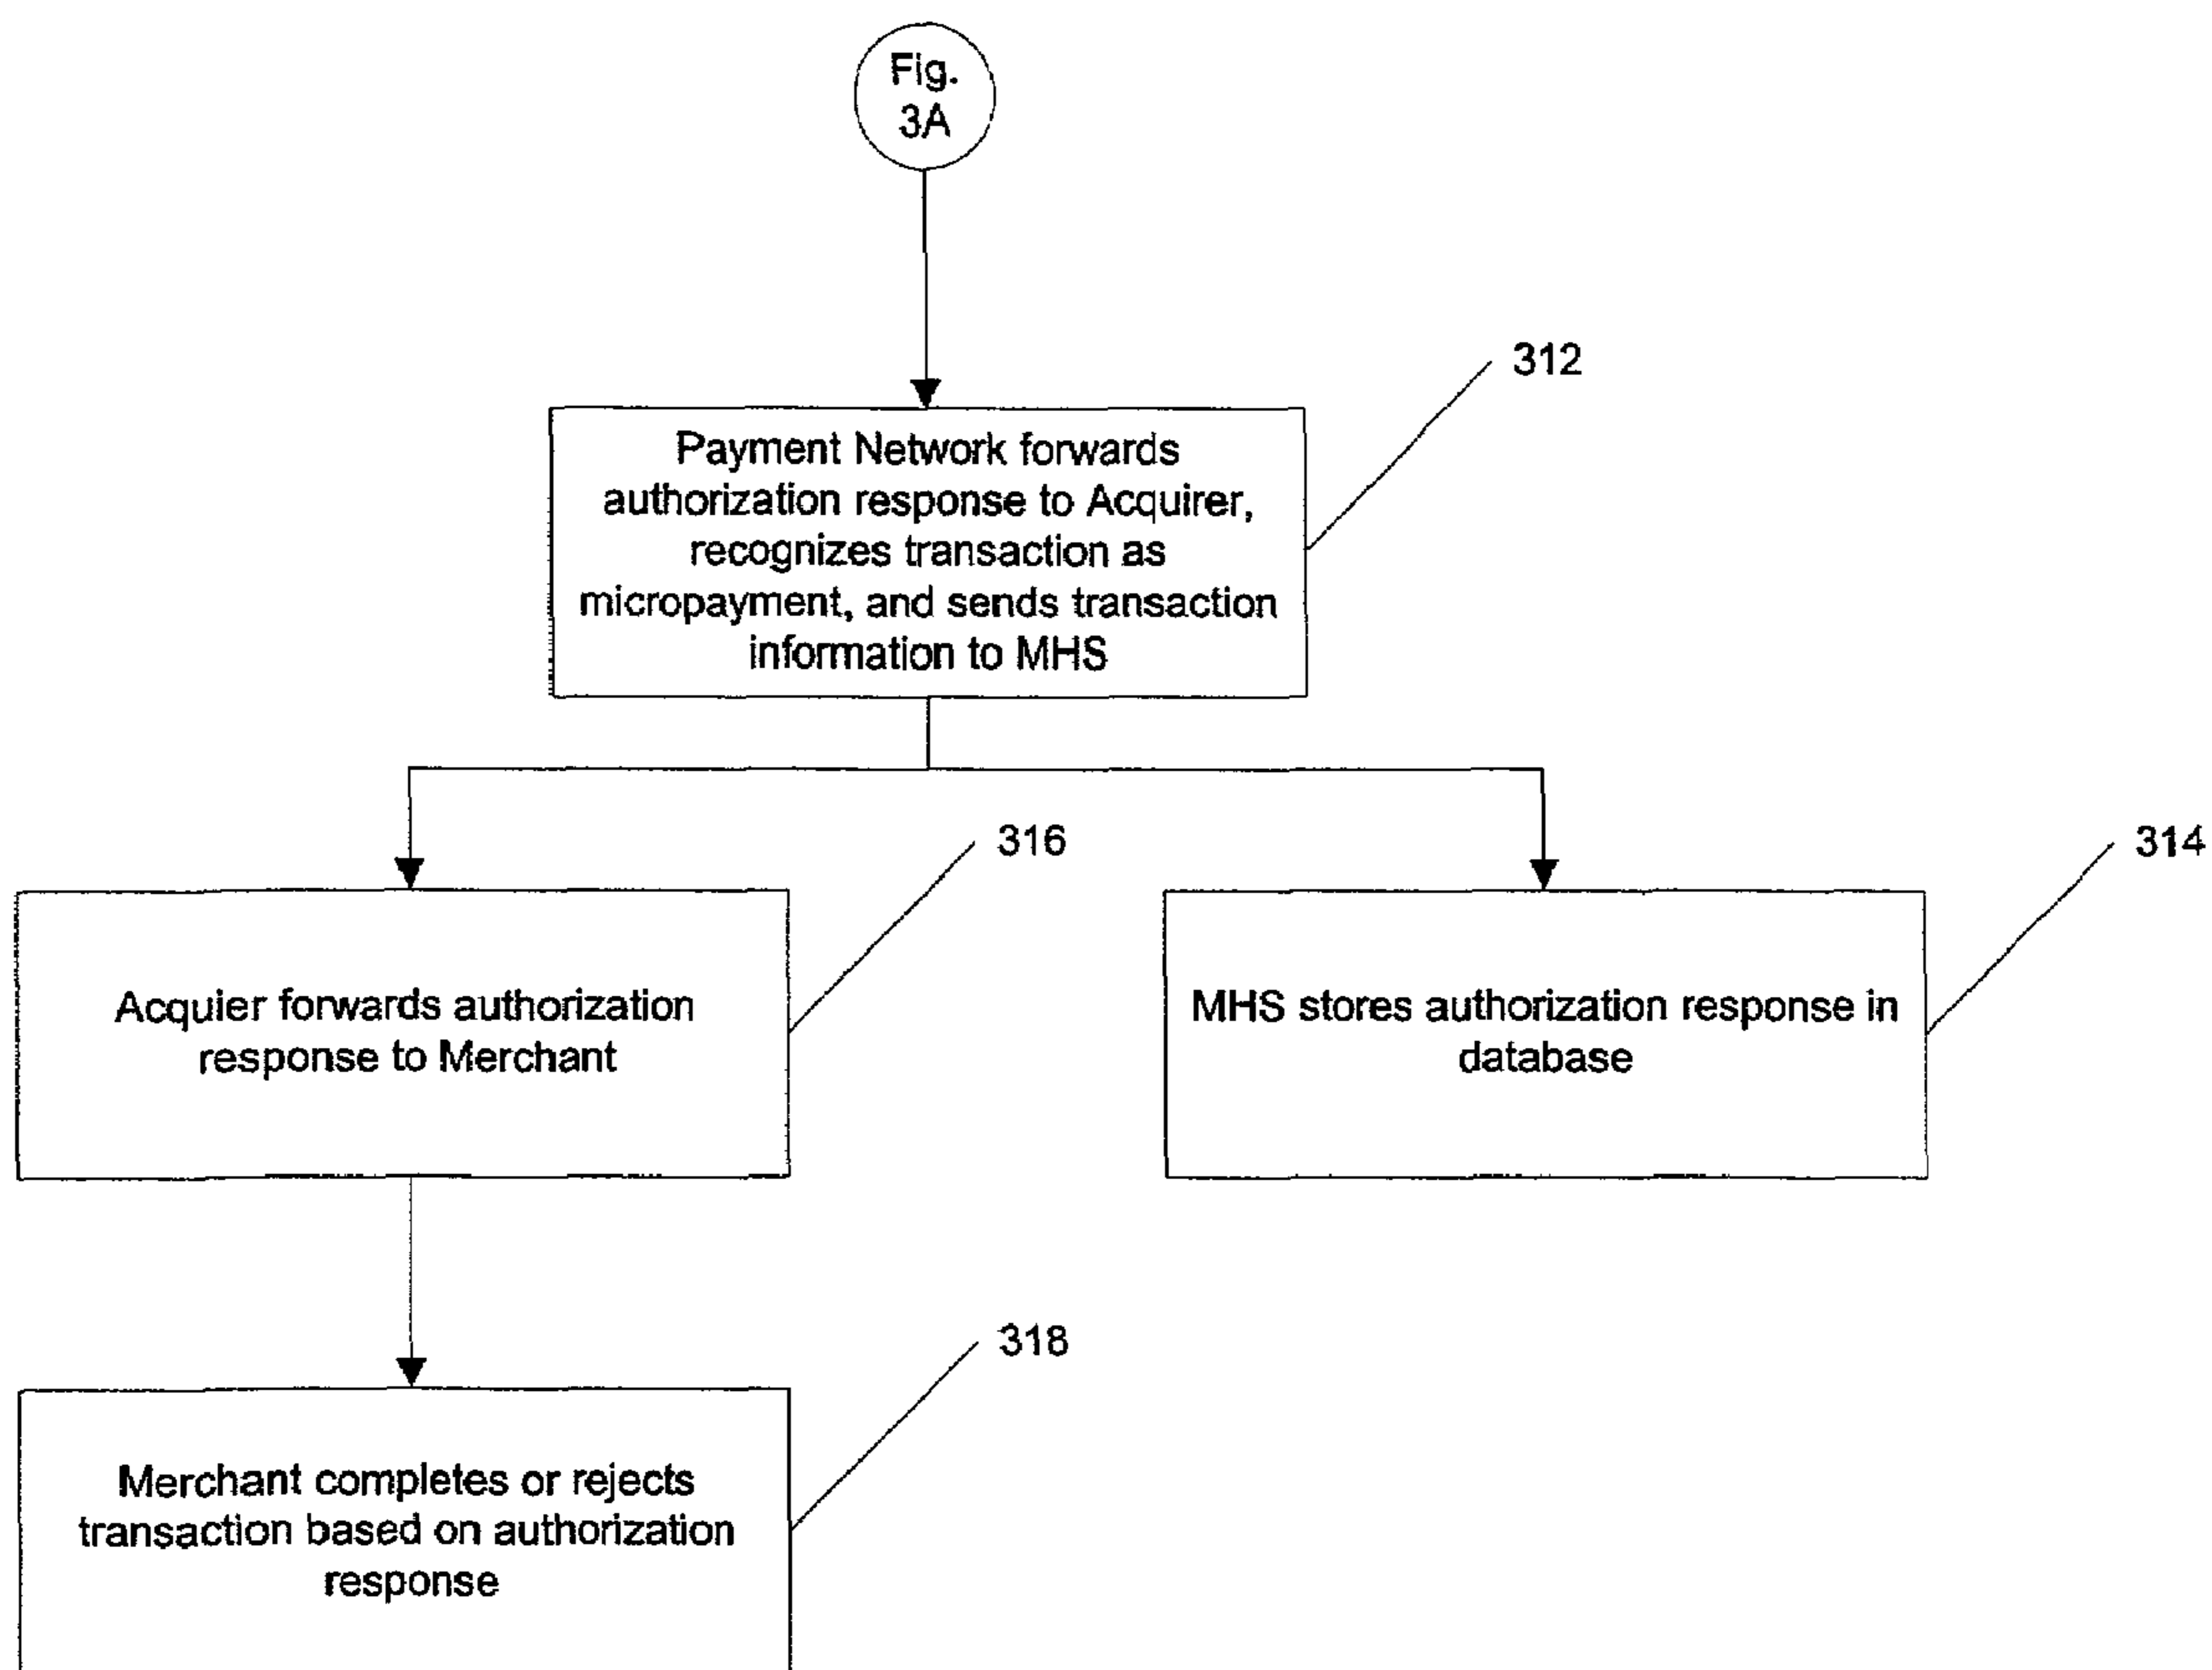 Fig.
3A
312
Payment Network forwards
authorization response to Acquirer,
recognizes transaction as
micropayment, and sends transaction
information to MHS
316
314
Acquier forwards authorization
response to Merchant
MHS stores authorization response in
database
318
Merchant completes or rejects
transaction based on authorization
response